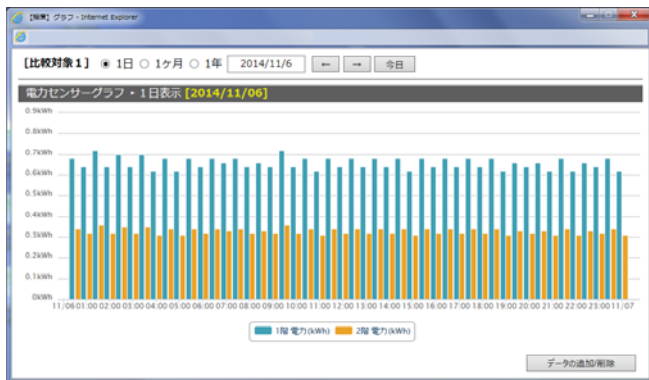 【簡単】グラフ - Internet Explorer
【比較対象１】 1日 1ヶ月 1年 2014/11/6 ← → 今日
電力センサーグラフ ・ 1日表示 [2014/11/06]
0.9kWh
0.8kWh
0.7kWh
0.6kWh
0.5kWh
0.4kWh
0.3kWh
0.2kWh
0.1kWh
0kWh
11/06 01:00 02:00 03:00 04:00 05:00 06:00 07:00 08:00 09:00 10:00 11:00 12:00 13:00 14:00 15:00 16:00 17:00 18:00 19:00 20:00 21:00 22:00 23:00 11/07
1階 電力(kWh) 2階 電力(kWh)
データの追加/削除